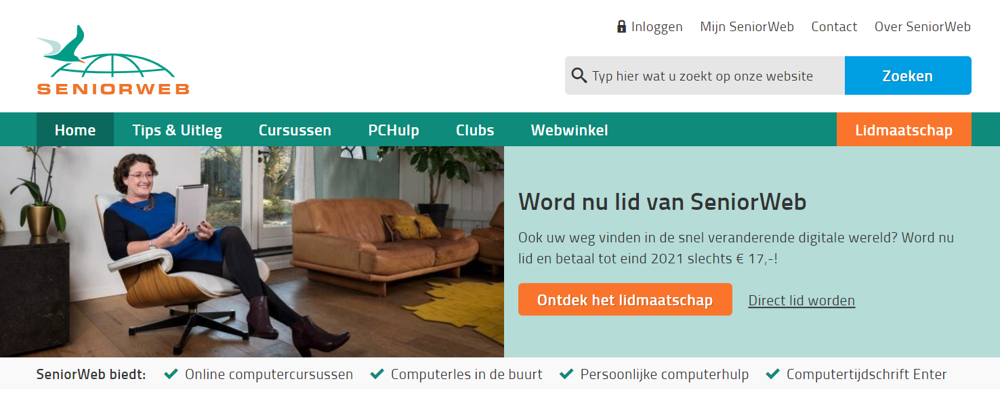 Inloggen Mijn SeniorWeb Contact Over SeniorWeb
SENIORWEB
Typ hier wat u zoekt op onze website Zoeken
Home Tips & Uitleg Cursussen PCHulp Clubs Webwinkel Lidmaatschap
Word nu lid van SeniorWeb
Ook uw weg vinden in de snel veranderende digitale wereld? Word nu
lid en betaal tot eind 2021 slechts € 17,-!
Ontdek het lidmaatschap Direct lid worden
SeniorWeb biedt: Online computercursussen Computerles in de buurt Persoonlijke computerhulp Computertijdschrift Enter